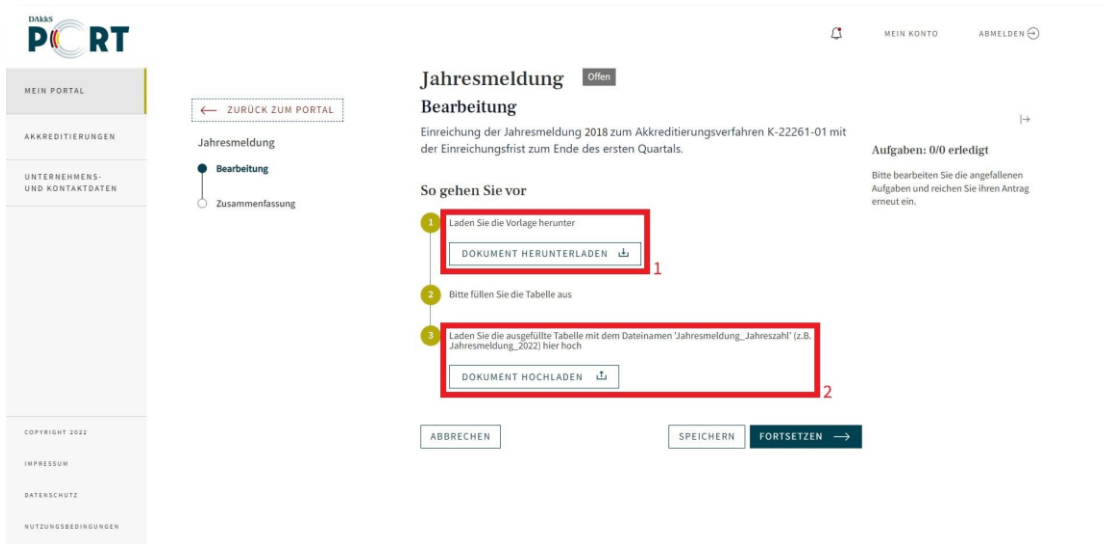 DAkkS
PORT
MEIN KONTO
ABMELDEN
MEIN PORTAL
AKKREDITIERUNGEN
UNTERNEHMENS-
UND KONTAKTDATEN
COPYRIGHT 2022
IMPRESSUM
DATENSCHUTZ
NUTZUNGSBEDINGUNGEN
← ZURÜCK ZUM PORTAL
Jahresmeldung
Bearbeitung
Zusammenfassung
Jahresmeldung Offen
Bearbeitung
Einreichung der Jahresmeldung 2018 zum Akkreditierungsverfahren K-22261-01 mit
der Einreichungsfrist zum Ende des ersten Quartals.
So gehen Sie vor
1 Laden Sie die Vorlage herunter
DOKUMENT HERUNTERLADEN
1
2 Bitte füllen Sie die Tabelle aus
3 Laden Sie die ausgefüllte Tabelle mit dem Dateinamen 'Jahresmeldung_Jahreszahl' (z.B.
Jahresmeldung_2022) hier hoch
DOKUMENT HOCHLADEN
2
ABBRECHEN
SPEICHERN
FORTSETZEN →
Aufgaben: 0/0 erledigt
Bitte bearbeiten Sie die angefallenen
Aufgaben und reichen Sie ihren Antrag
erneut ein.